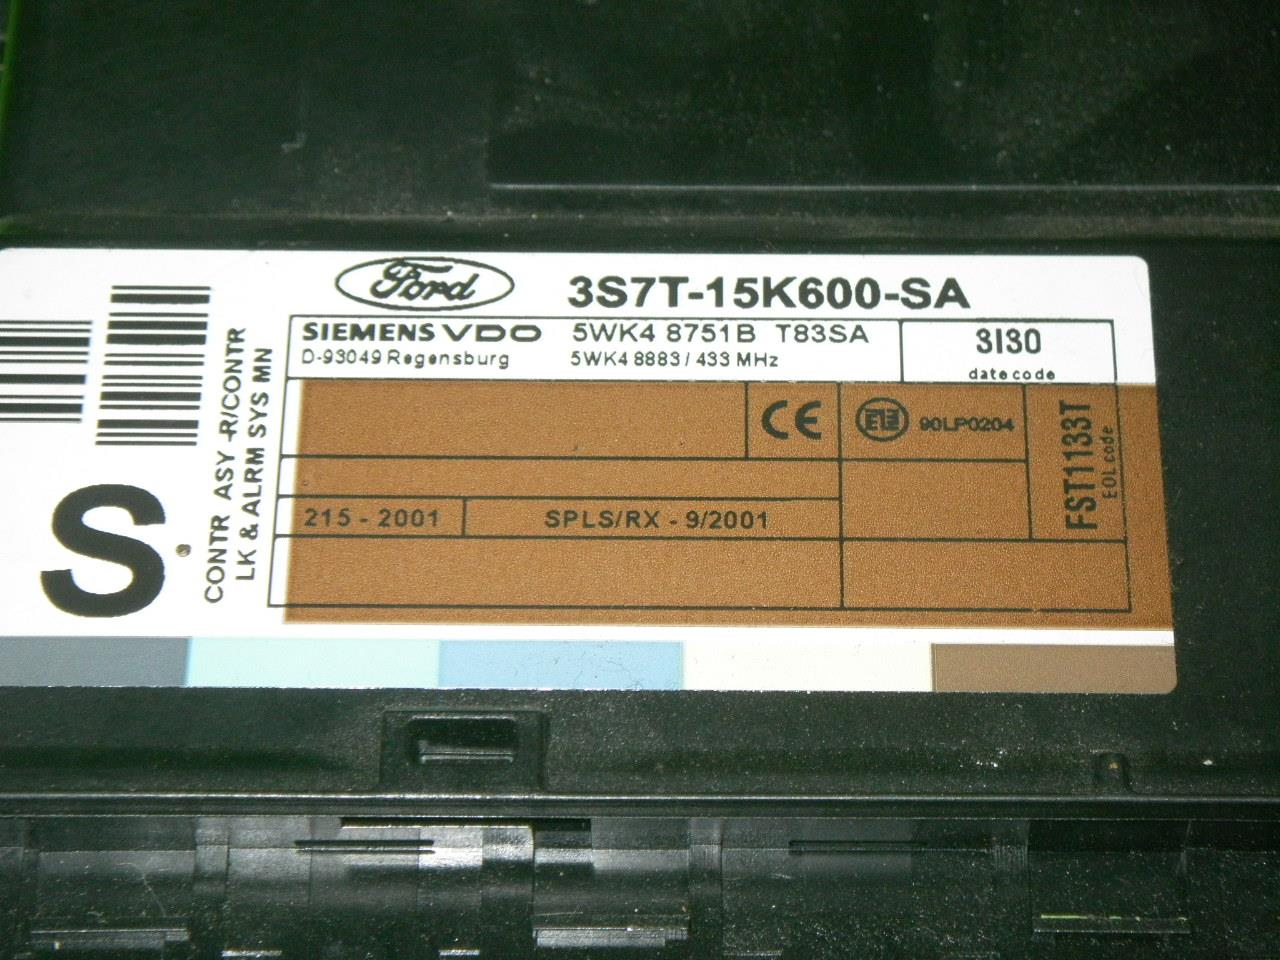 Ford 3S7T-15K600-SA
SIEMENS VDO 5WK4 8751B T83SA
D-93049 Regensburg 5WK4 8883 / 433 MHz
3I30
date code
CE
90LP0204
FST1133T
EOL code
215 - 2001 SPLS/RX - 9/2001
CONTR ASY -R/CONTR
LK & ALRM SYS MN
S